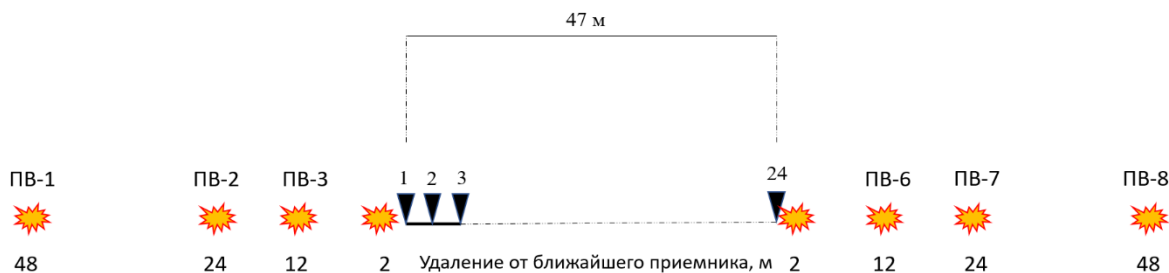 47 м
ПВ-1 ПВ-2 ПВ-3 1 2 3 24 ПВ-6 ПВ-7 ПВ-8
48 24 12 2 Удаление от ближайшего приемника, м 2 12 24 48